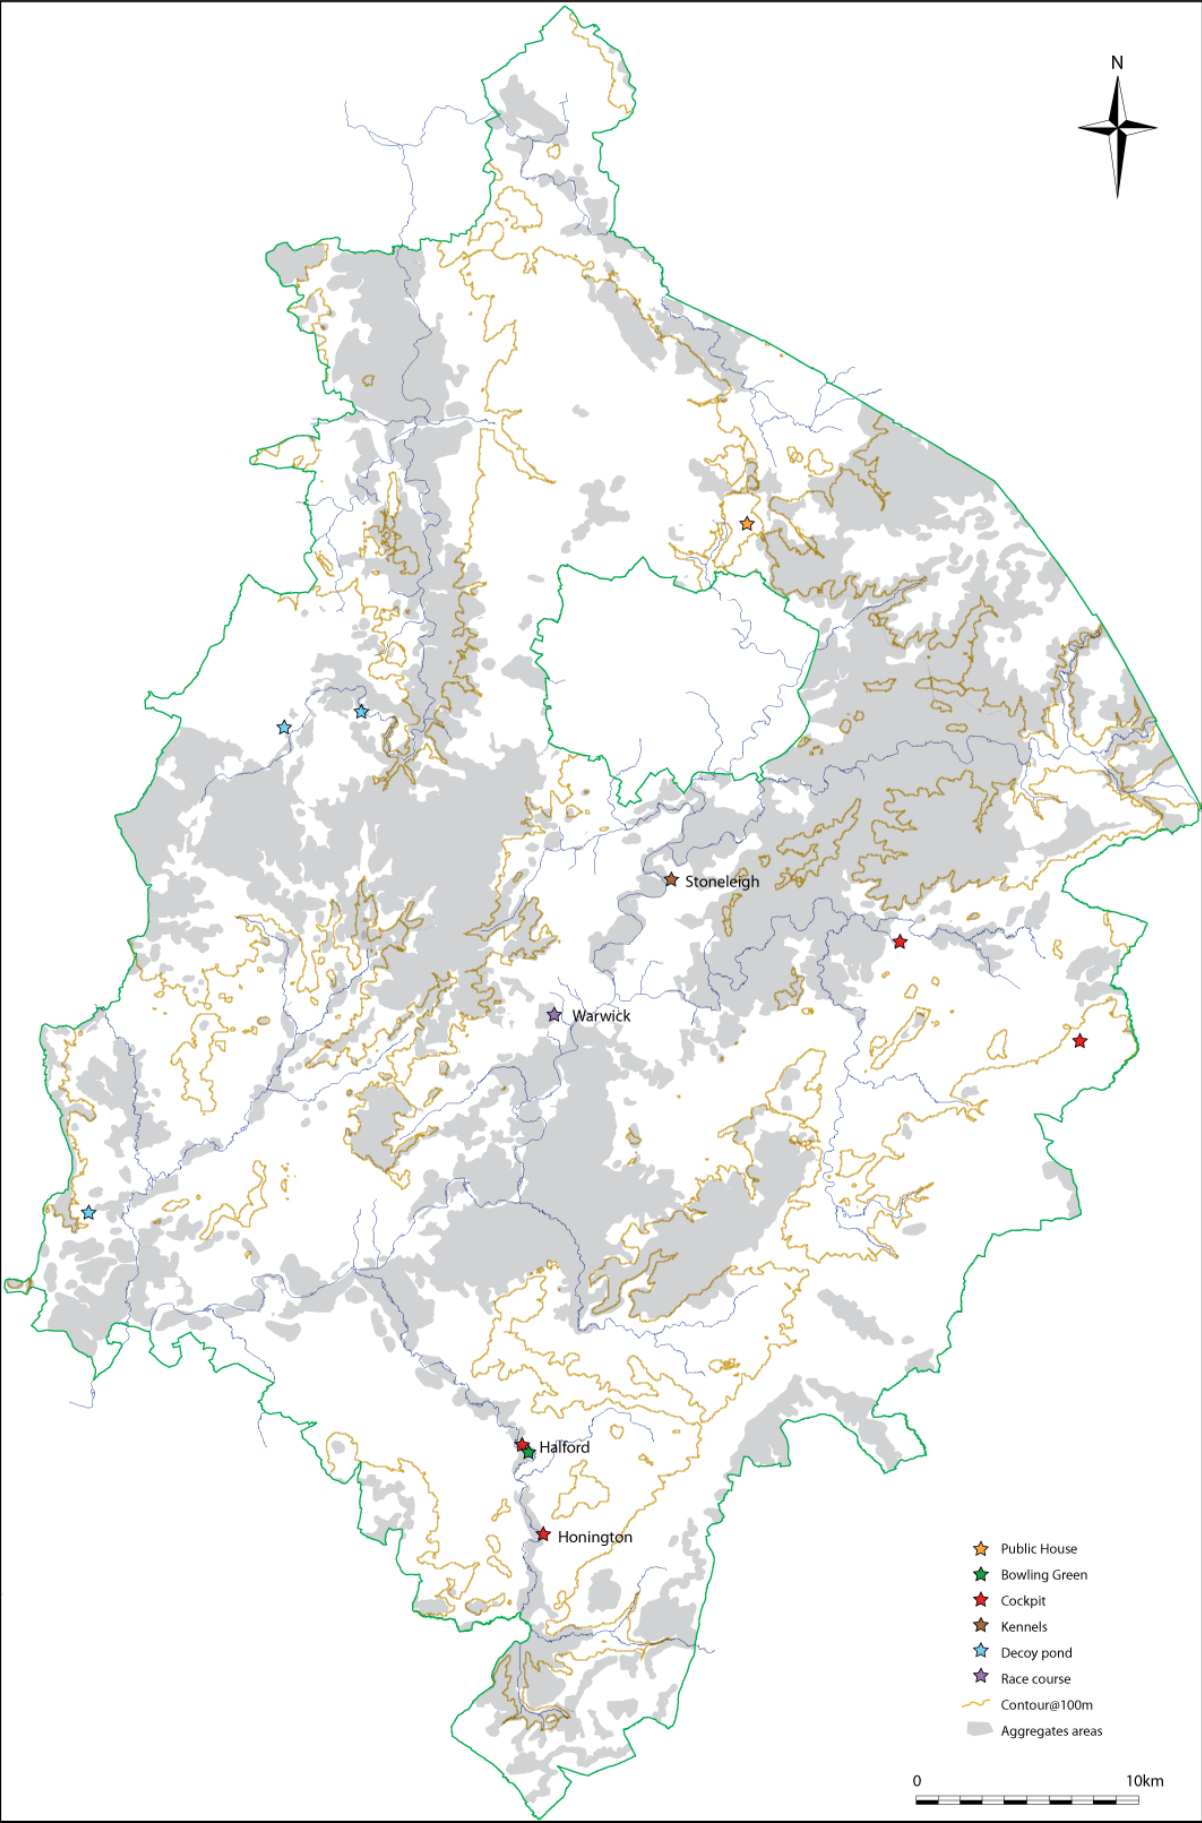 N
Stoneleigh
Warwick
Halford
Honington
Public House
Bowling Green
Cockpit
Kennels
Decoy pond
Race course
Contour@100m
Aggregates areas
0 10km